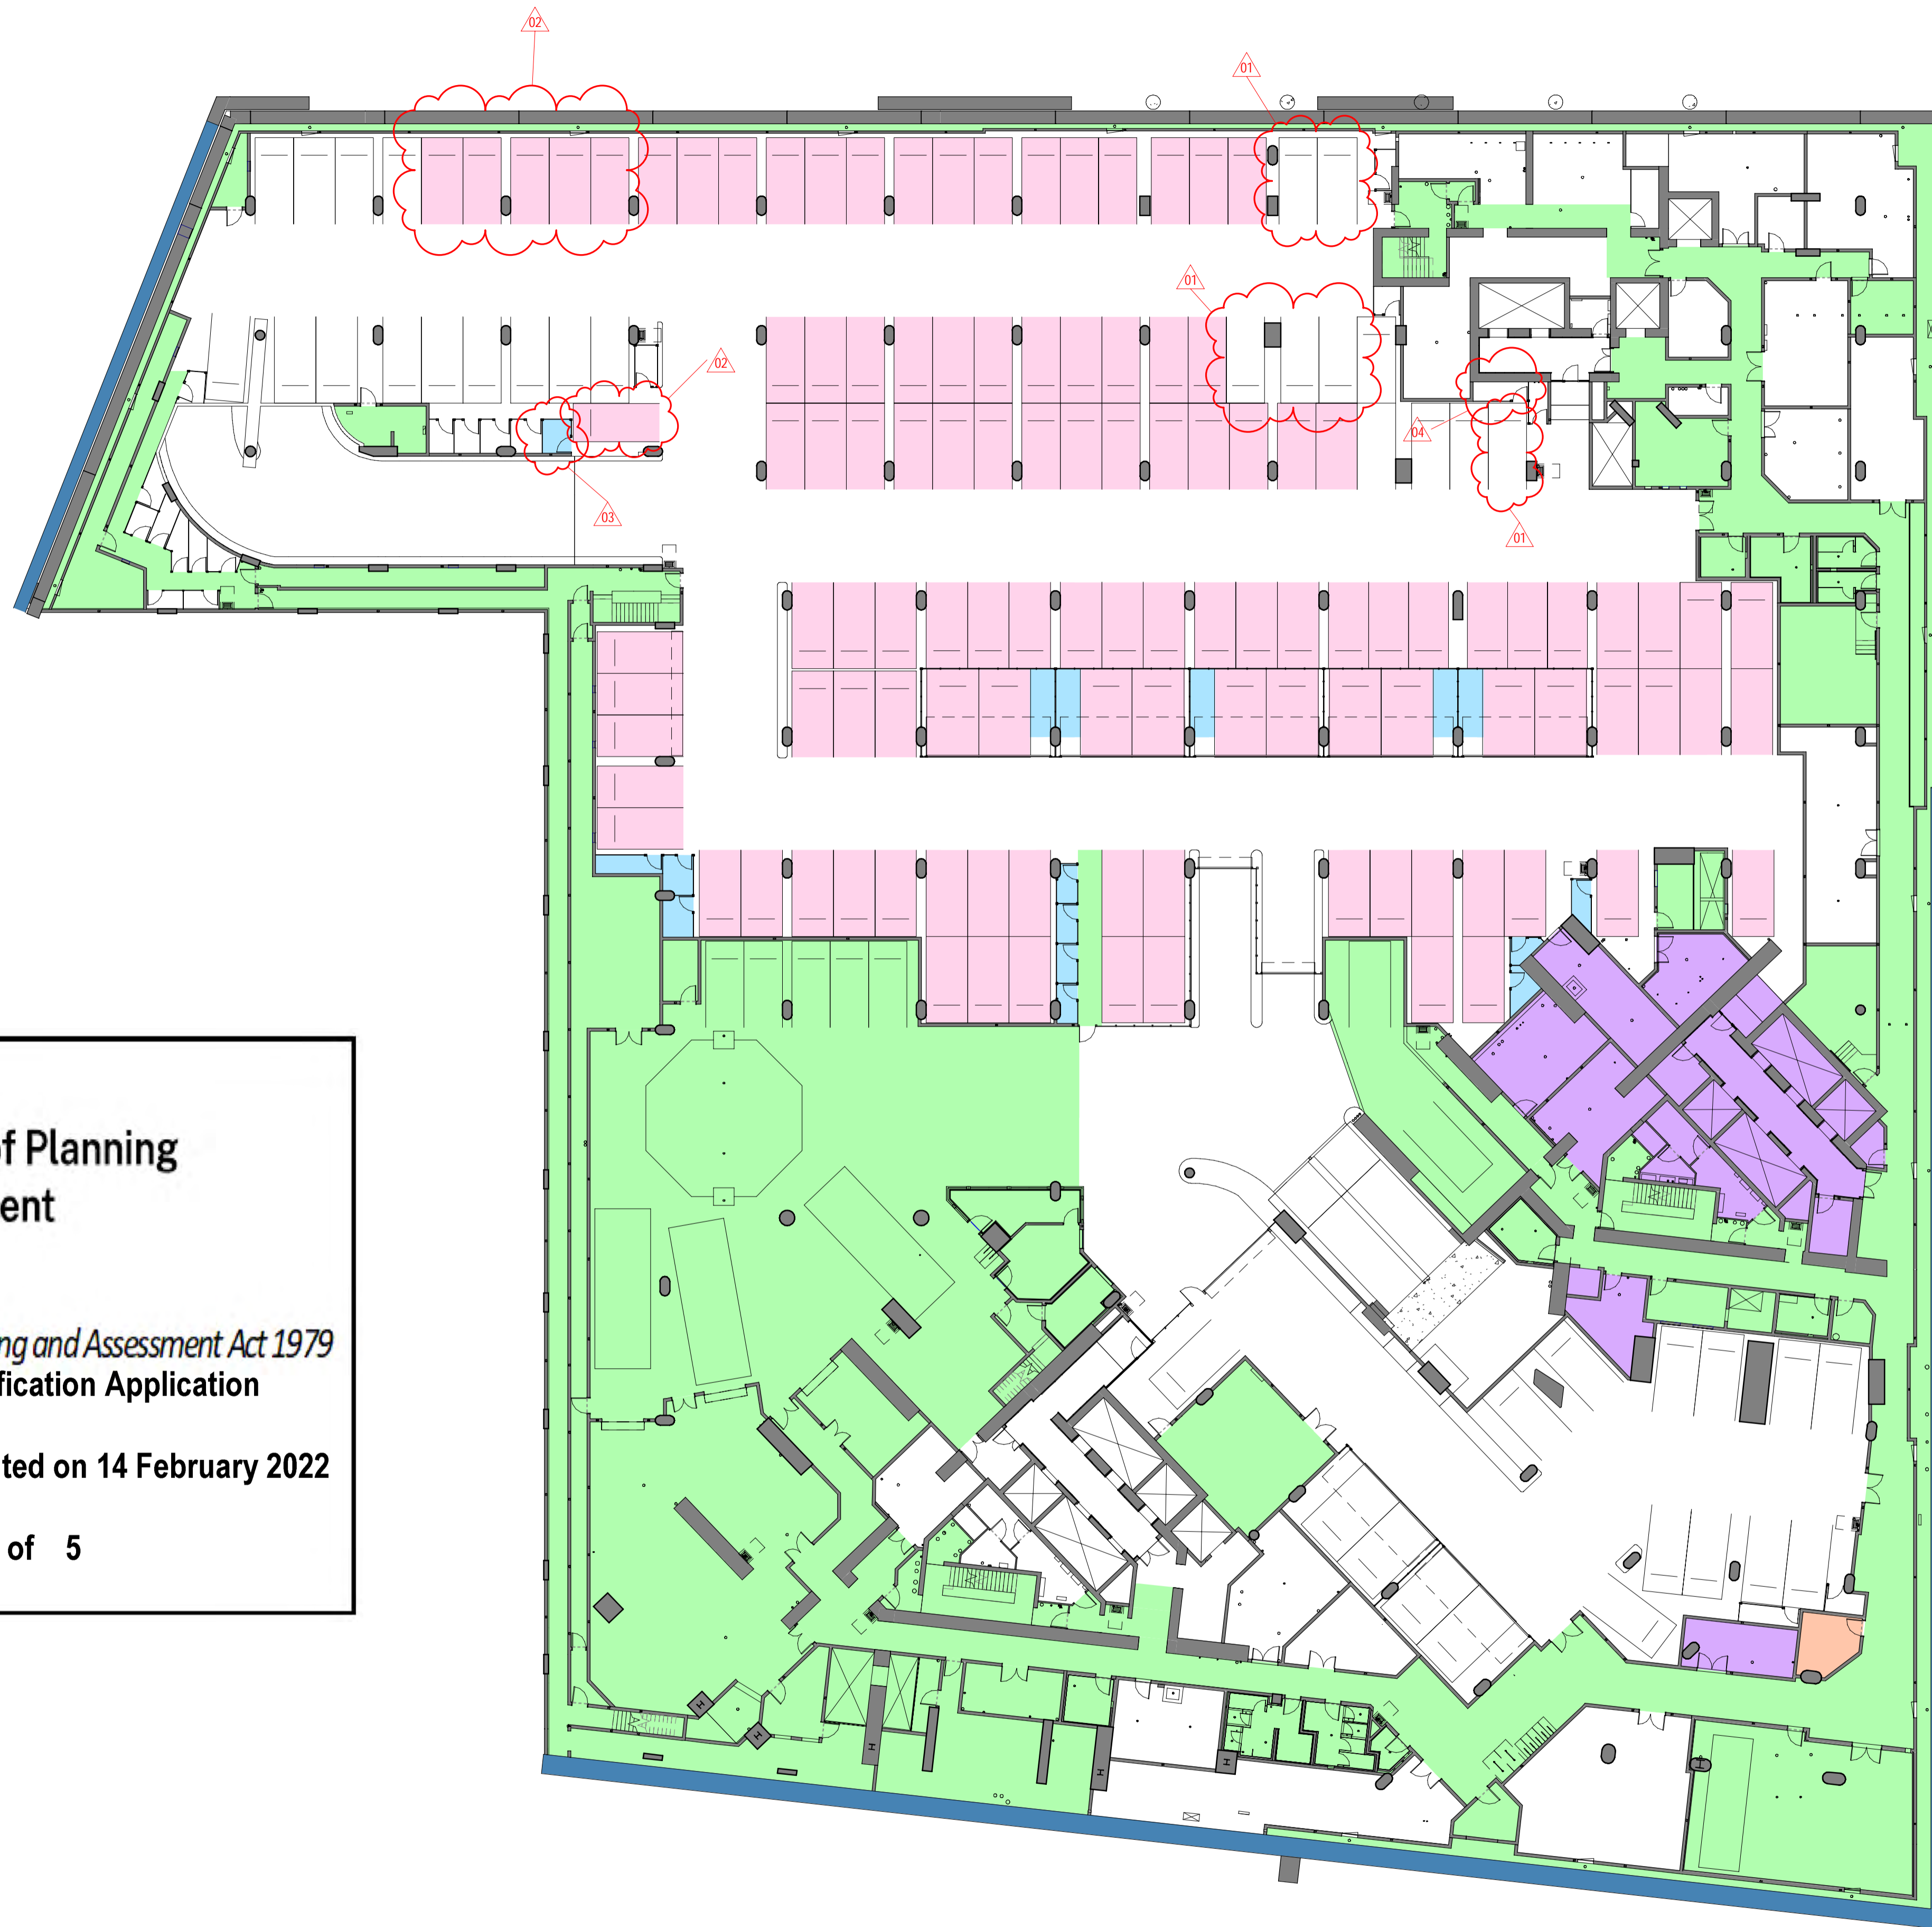 02
01
01
02
04
03
01
of Planning
ent
ng and Assessment Act 1979
fication Application
ted on 14 February 2022
of 5
H
H
H
H
H
H